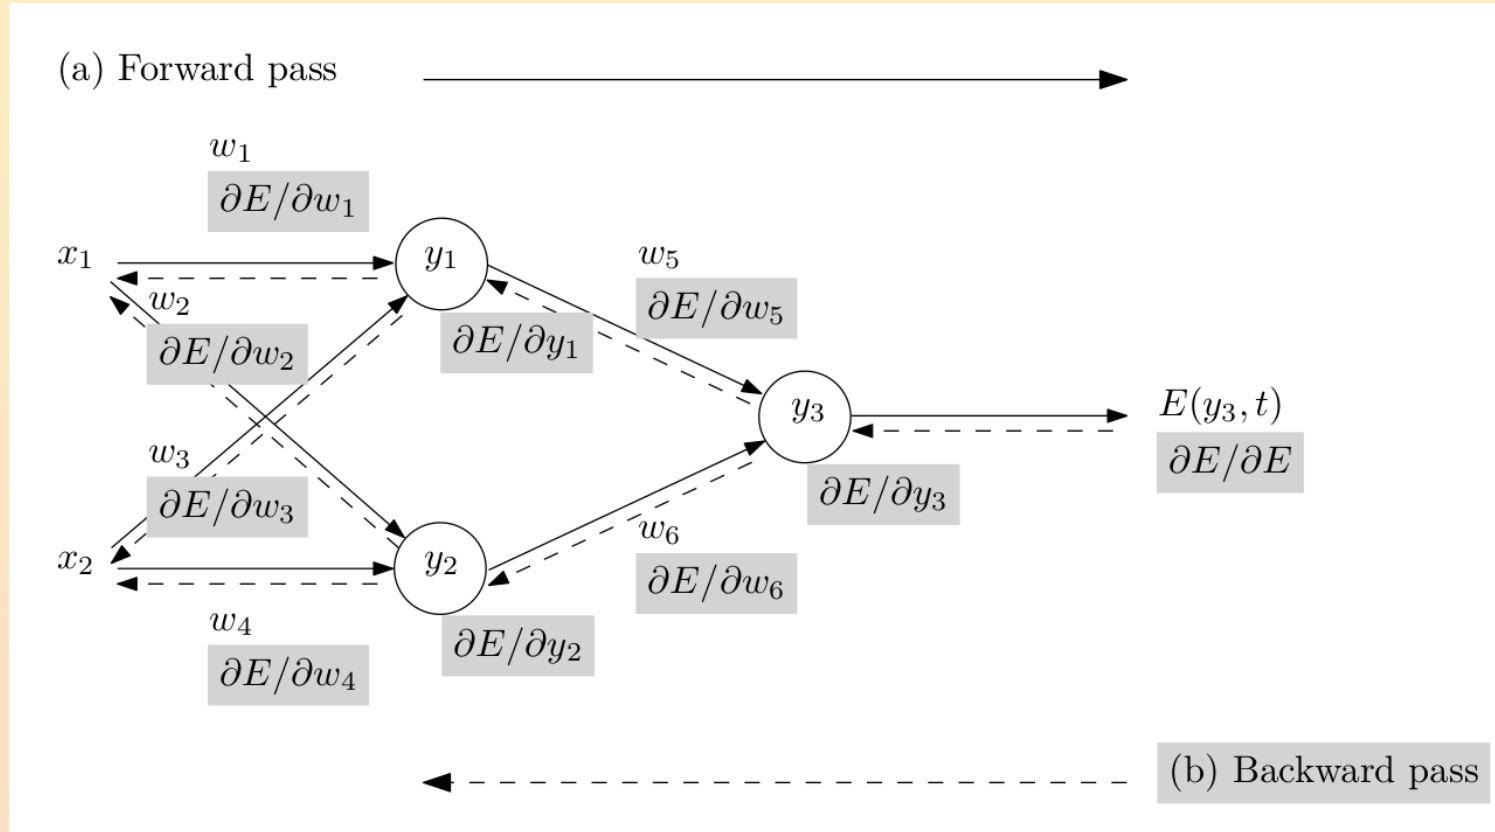 (a) Forward pass
w₁
∂E/∂w₁
x₁
y₁
w₂
∂E/∂w₂
∂E/∂y₁
w₅
∂E/∂w₅
y₃
E(y₃, t)
∂E/∂E
∂E/∂y₃
w₃
∂E/∂w₃
x₂
y₂
w₆
∂E/∂w₆
w₄
∂E/∂w₄
∂E/∂y₂
(b) Backward pass